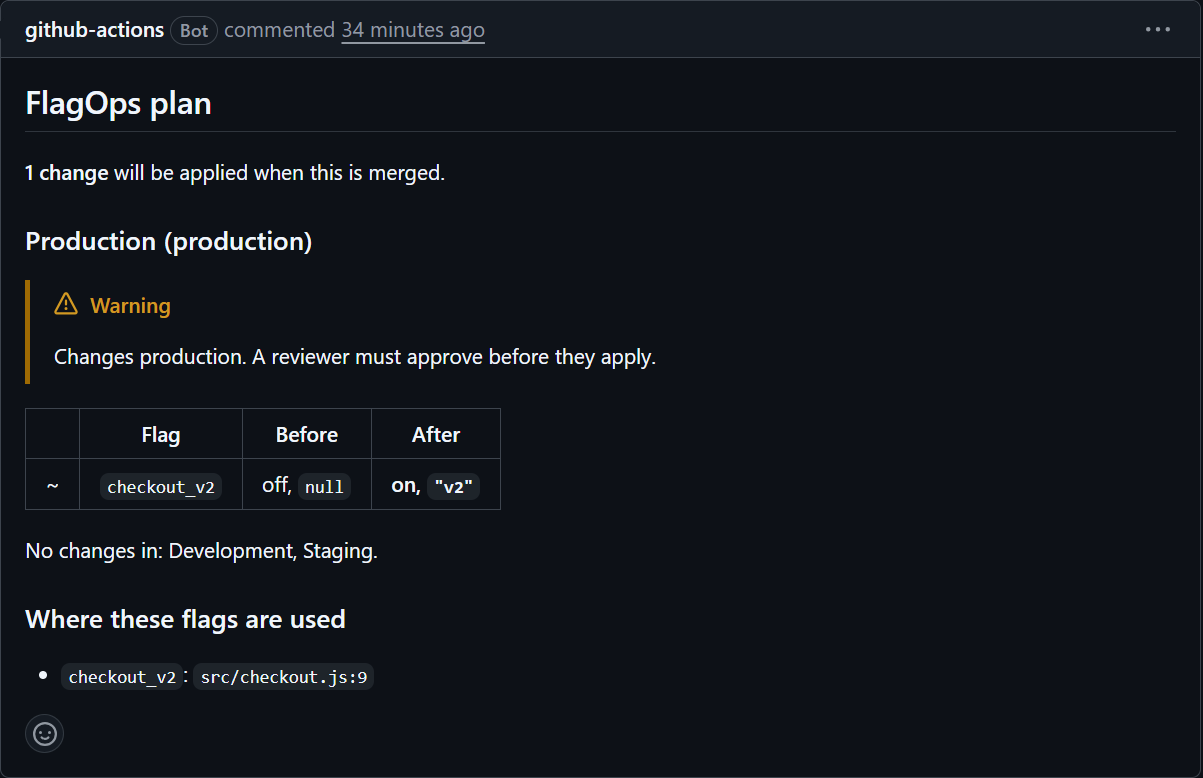 github-actions Bot commented 34 minutes ago
FlagOps plan
1 change will be applied when this is merged.
Production (production)
Warning
Changes production. A reviewer must approve before they apply.
Flag Before After
~ checkout_v2 off, null on, "v2"
No changes in: Development, Staging.
Where these flags are used
• checkout_v2: src/checkout.js:9